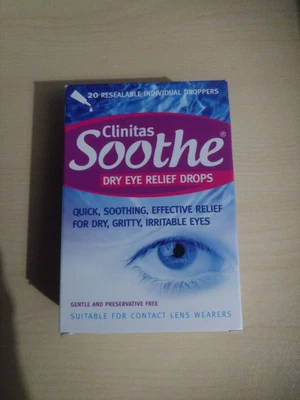 20 RESEALABLE INDIVIDUAL DROPPERS
Clinitas
Soothe®
DRY EYE RELIEF DROPS
QUICK, SOOTHING, EFFECTIVE RELIEF
FOR DRY, GRITTY, IRRITABLE EYES
GENTLE AND PRESERVATIVE FREE
SUITABLE FOR CONTACT LENS WEARERS